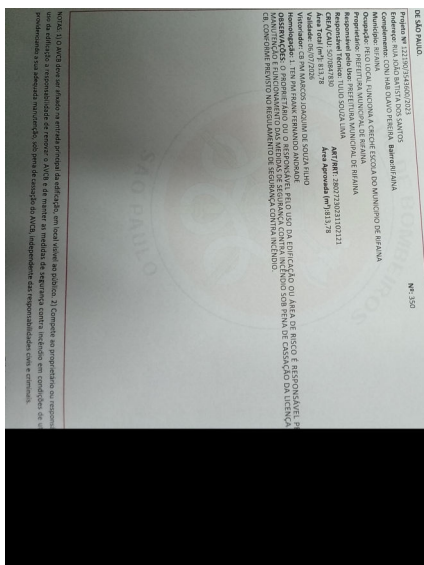 DE SÃO PAULO.
Projeto Nº 122190/3543600/2023
Endereço: RUA JOÃO BATISTA DOS SANTOS Nº: 350
Complemento: CONJ HAB OLAVO PEREIRA Bairro:RIFAINA
Município: RIFAINA
Ocupação: PELO LOCAL FUNCIONA A CRECHE ESCOLA DO MUNICIPIO DE RIFAINA
Proprietário: PREFEITURA MUNICIPAL DE RIFAINA
Responsável pelo Uso: PREFEITURA MUNICIPAL DE RIFAINA
Responsável Técnico: TULIO SOUZA LIMA
CREA/CAU: 5070847830 ART/RRT: 28027230231102121
Área Total (m²): 813,78 Área Aprovada (m²):813,78
Validade: 06/07/2026
Vistoriador: CB PM MARCOS JOAQUIM DE SOUZA FILHO
Homologação: 1. TEN PM FRANK FERNANDO ANDRADE
OBSERVAÇÕES: O PROPRIETÁRIO OU O RESPONSÁVEL PELO USO DA EDIFICAÇÃO OU ÁREA DE RISCO É RESPONSÁVEL PE
MANUTENÇÃO E FUNCIONAMENTO DAS MEDIDAS DE SEGURANÇA CONTRA INCÊNDIO SOB PENA DE CASSAÇÃO DA LICENÇA
CB, CONFORME PREVISTO NO REGULAMENTO DE SEGURANÇA CONTRA INCÊNDIO.
NOTAS: 1) O AVCB deve ser afixado na entrada principal da edificação, em local visível ao público. 2) Compete ao proprietário ou respons
uso da edificação a responsabilidade de renovar o AVCB e de manter as medidas de segurança contra incêndio em condições de u
providenciando a sua adequada manutenção, sob pena de cassação do AVCB, independente das responsabilidades civis e criminais.